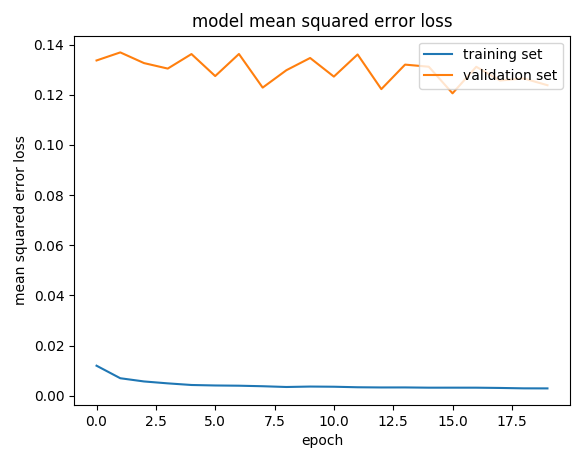 model mean squared error loss
training set
validation set
mean squared error loss
0.14
0.12
0.10
0.08
0.06
0.04
0.02
0.00
0.0 2.5 5.0 7.5 10.0 12.5 15.0 17.5
epoch